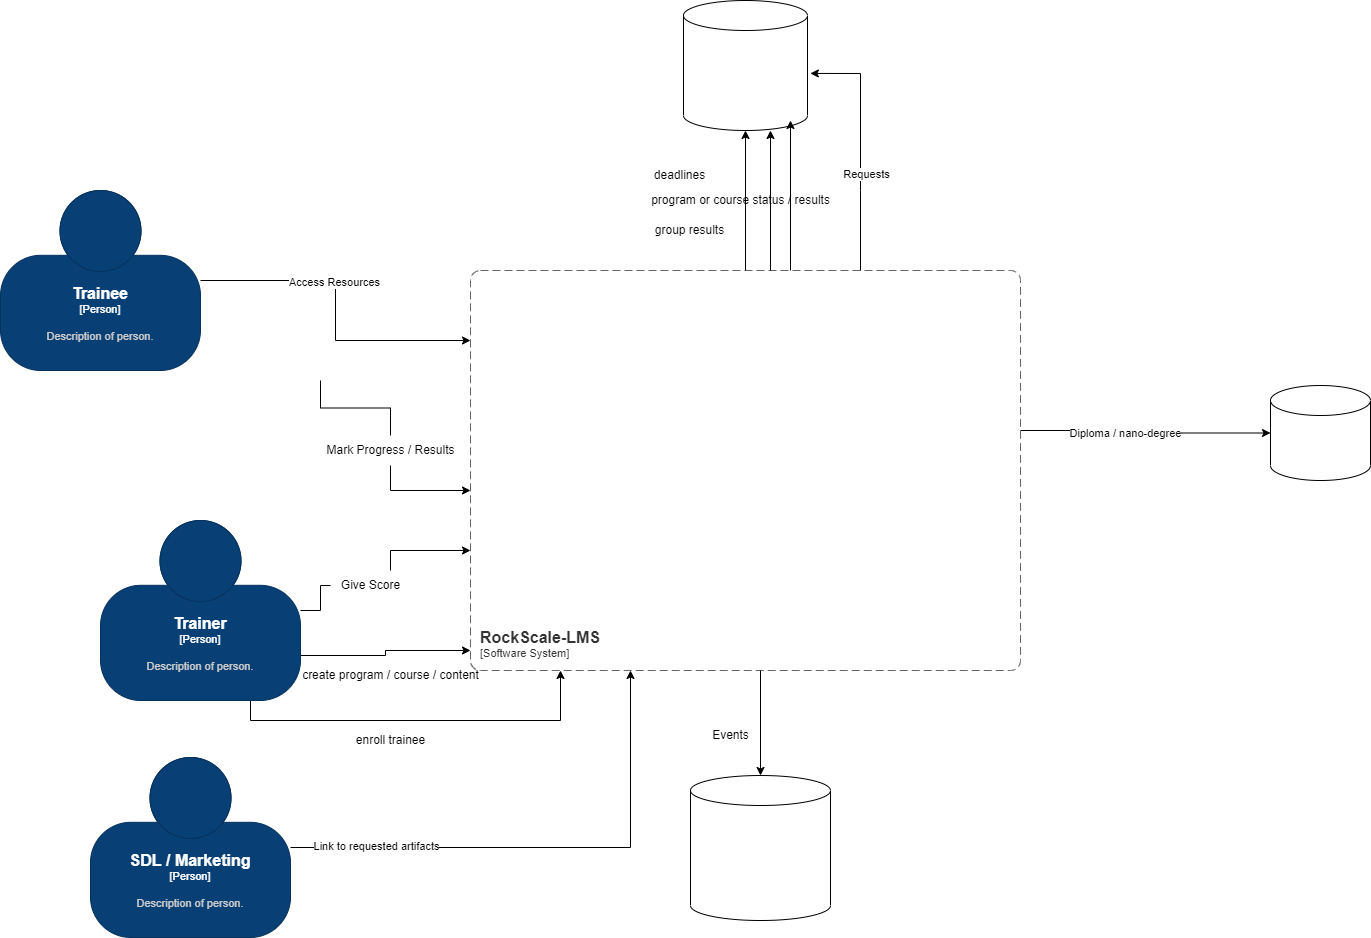 deadlines
Requests
program or course status / results
group results
Trainee
[Person]
Description of person.
Access Resources
Mark Progress / Results
Diploma / nano-degree
Give Score
Trainer
[Person]
Description of person.
RockScale-LMS
[Software System]
create program / course / content
enroll trainee
Events
SDL / Marketing
[Person]
Description of person.
Link to requested artifacts